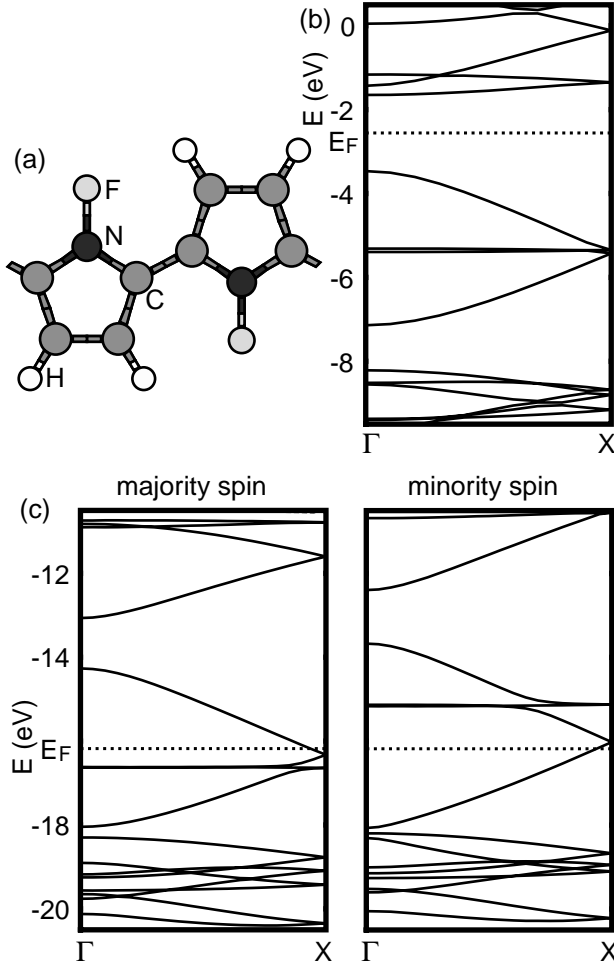 (a)
F
N
C
H
(b)
0
-2
-4
-6
-8
E (eV)
EF
Γ X
majority spin minority spin
(c)
-12
-14
EF
-18
-20
E (eV)
Γ X Γ X